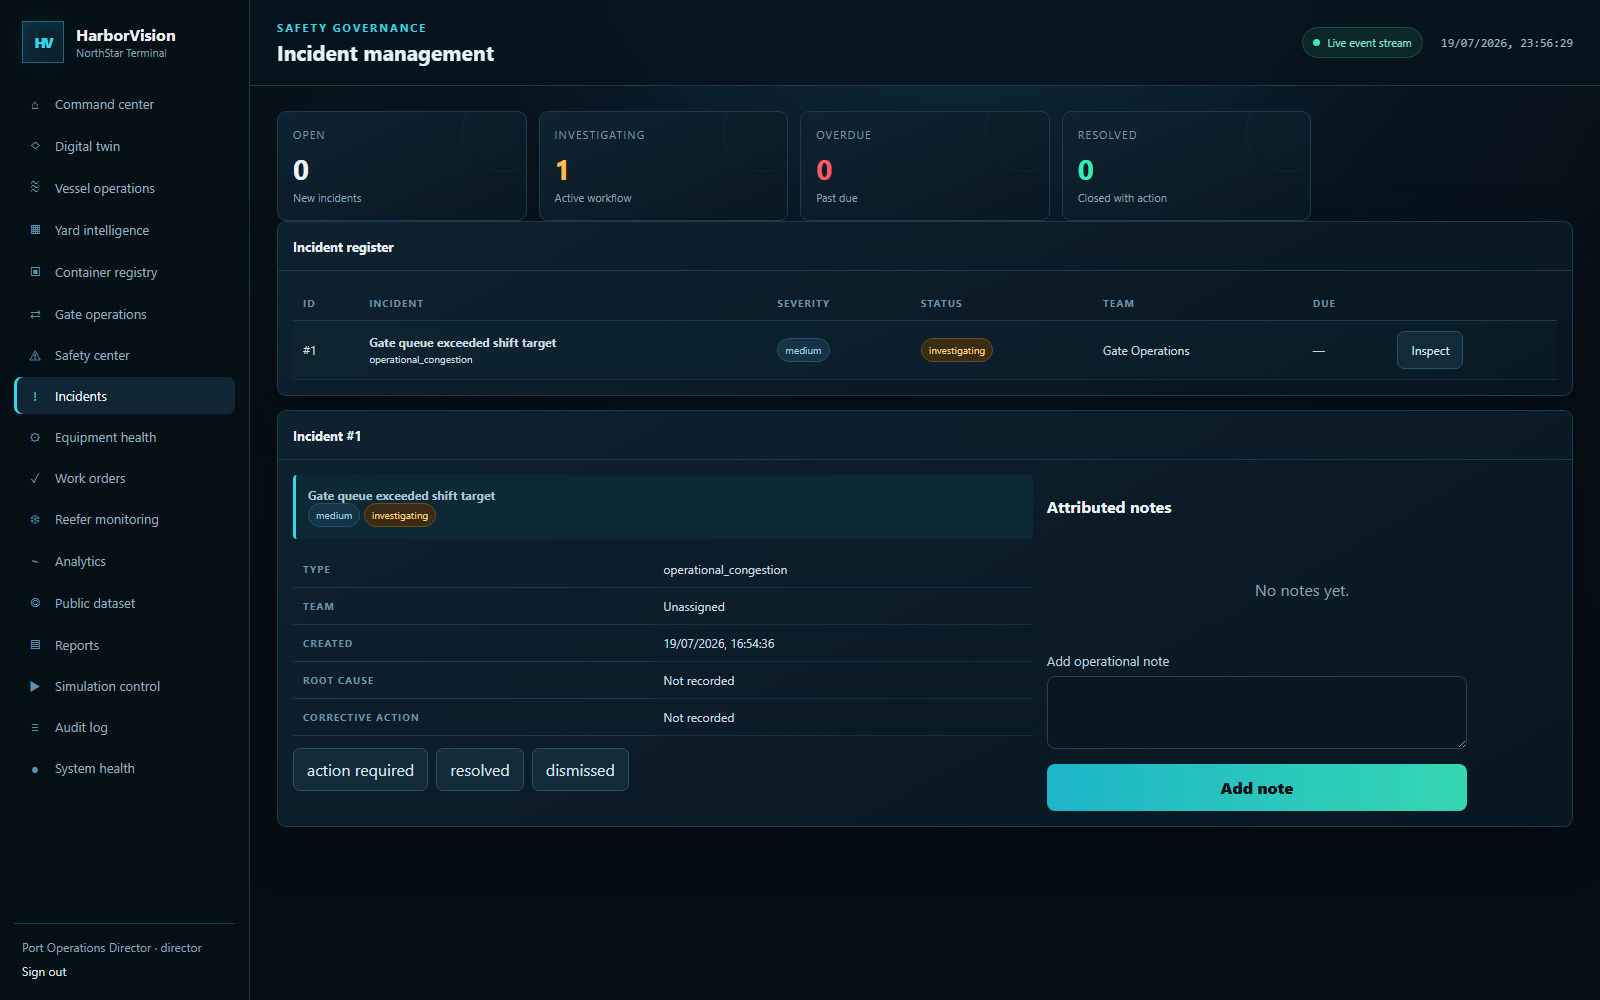 HV
HarborVision
NorthStar Terminal
Command center
Digital twin
Vessel operations
Yard intelligence
Container registry
Gate operations
Safety center
Incidents
Equipment health
Work orders
Reefer monitoring
Analytics
Public dataset
Reports
Simulation control
Audit log
System health
Port Operations Director · director
Sign out
SAFETY GOVERNANCE
Incident management
Live event stream
19/07/2026, 23:56:29
OPEN
0
New incidents
INVESTIGATING
1
Active workflow
OVERDUE
0
Past due
RESOLVED
0
Closed with action
Incident register
ID INCIDENT SEVERITY STATUS TEAM DUE
#1 Gate queue exceeded shift target medium investigating Gate Operations — Inspect
operational_congestion
Incident #1
Gate queue exceeded shift target
medium investigating
TYPE operational_congestion
TEAM Unassigned
CREATED 19/07/2026, 16:54:36
ROOT CAUSE Not recorded
CORRECTIVE ACTION Not recorded
action required resolved dismissed
Attributed notes
No notes yet.
Add operational note
Add note